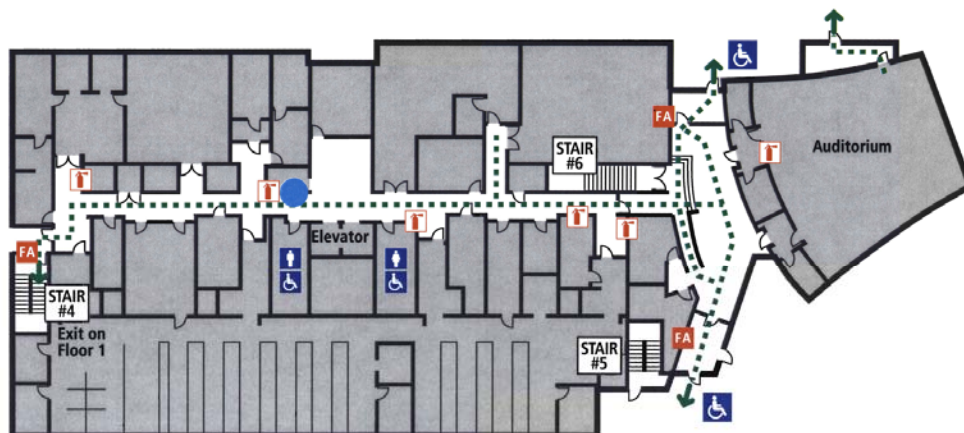 FA
STAIR
#6
Auditorium
Elevator
FA
STAIR
#4
Exit on
Floor 1
STAIR
#5
FA